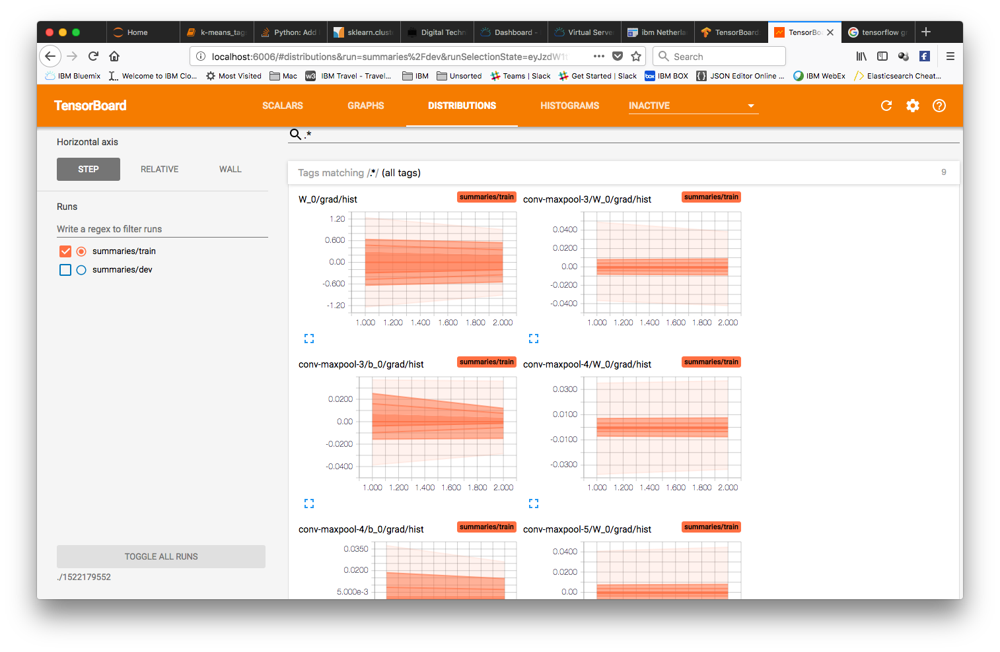 Home
k-means_tag
Python: Add
sklearn.clust
Digital Techn
Dashboard -
Virtual Server
ibm Netherla
TensorBoard:
TensorBo
tensorflow gr
localhost:6006/#distributions&run=summaries%2Fdev&runSelectionState=eyJzdW1t
Search
IBM Bluemix
Welcome to IBM Clo...
Most Visited
Mac
w3 IBM Travel - Travel...
IBM
Unsorted
Teams | Slack
Get Started | Slack
box IBM BOX
JSON Editor Online ...
IBM WebEx
Elasticsearch Cheat...
TensorBoard
SCALARS
GRAPHS
DISTRIBUTIONS
HISTOGRAMS
INACTIVE
Horizontal axis
STEP RELATIVE WALL
Runs
Write a regex to filter runs
summaries/train
summaries/dev
TOGGLE ALL RUNS
./1522179552
.*
Tags matching /.*/ (all tags) 9
W_0/grad/hist summaries/train
1.20
0.600
0.00
-0.600
-1.20
1.000 1.200 1.400 1.600 1.800 2.000
conv-maxpool-3/W_0/grad/hist summaries/train
0.0400
0.0200
0.00
-0.0200
-0.0400
1.000 1.200 1.400 1.600 1.800 2.000
conv-maxpool-3/b_0/grad/hist summaries/train
0.0200
0.00
-0.0200
-0.0400
1.000 1.200 1.400 1.600 1.800 2.000
conv-maxpool-4/W_0/grad/hist summaries/train
0.0300
0.0100
-0.0100
-0.0300
1.000 1.200 1.400 1.600 1.800 2.000
conv-maxpool-4/b_0/grad/hist summaries/train
0.0350
0.0200
5.000e-3
conv-maxpool-5/W_0/grad/hist summaries/train
0.0400
0.0200
0.00